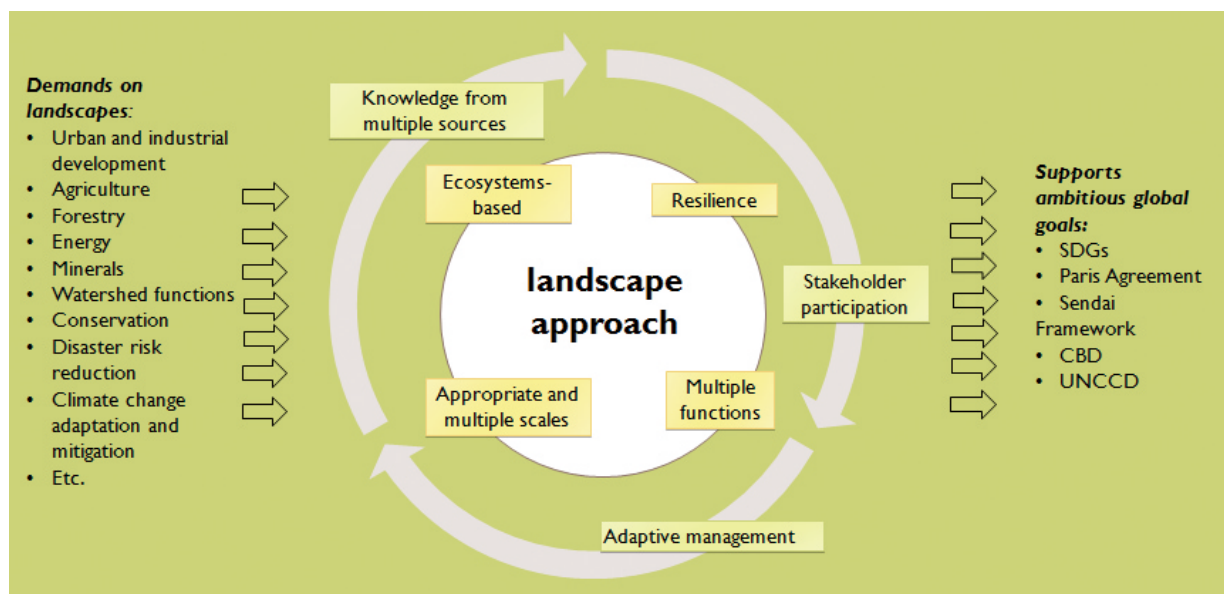 Demands on
landscapes:
• Urban and industrial
development
• Agriculture
• Forestry
• Energy
• Minerals
• Watershed functions
• Conservation
• Disaster risk
reduction
• Climate change
adaptation and
mitigation
• Etc.
Knowledge from
multiple sources
Ecosystems-
based
Resilience
landscape
approach
Stakeholder
participation
Appropriate and
multiple scales
Multiple
functions
Adaptive management
Supports
ambitious global
goals:
• SDGs
• Paris Agreement
• Sendai
Framework
• CBD
• UNCCD